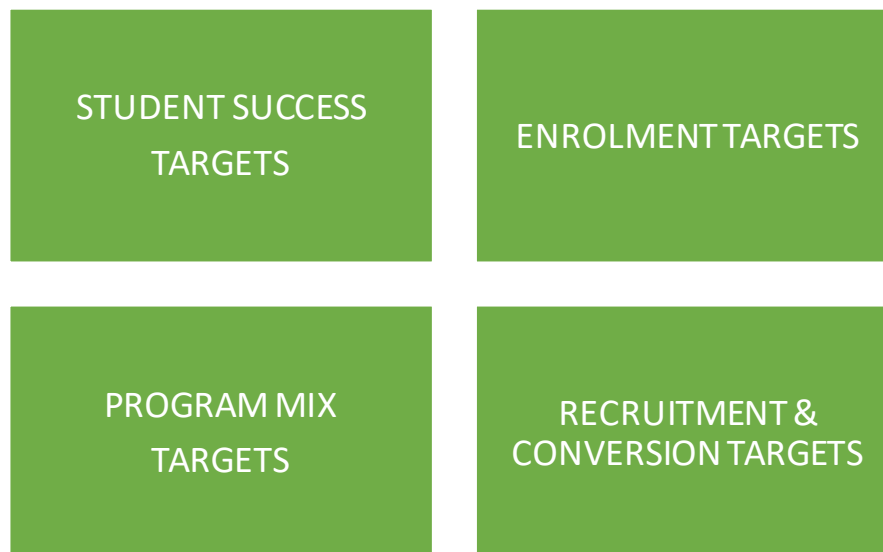 STUDENT SUCCESS
TARGETS
ENROLMENT TARGETS
PROGRAM MIX
TARGETS
RECRUITMENT &
CONVERSION TARGETS